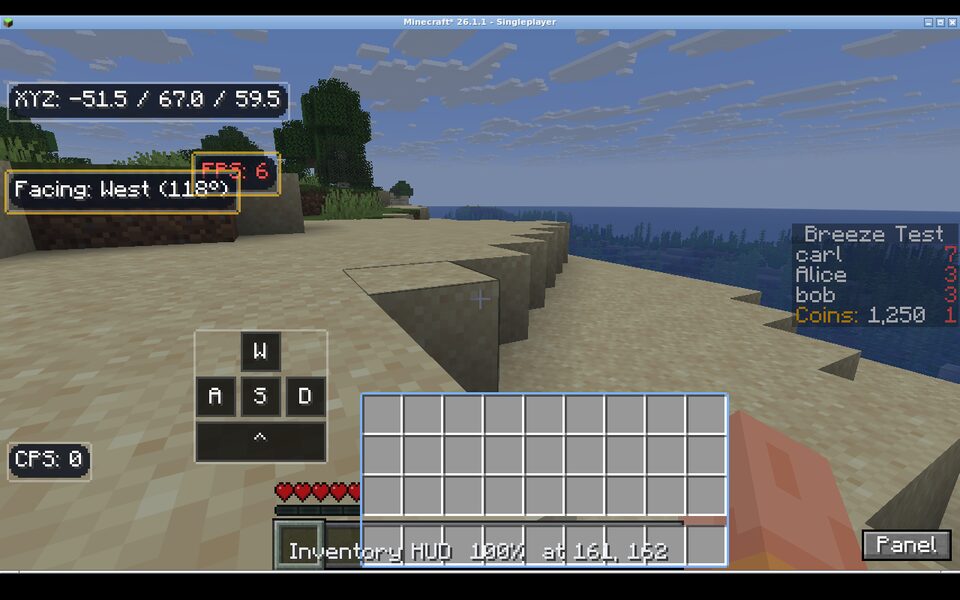 Minecraft* 26.1.1 - Singleplayer
XYZ: -51.5 / 67.0 / 59.5
FPS: 6
Facing: West (118°)
Breeze Test
carl 7
Alice 3
bob 3
Coins: 1,250 1
W
A S D
^
CPS: 0
Inventory HUD 100% at 161, 162
Panel